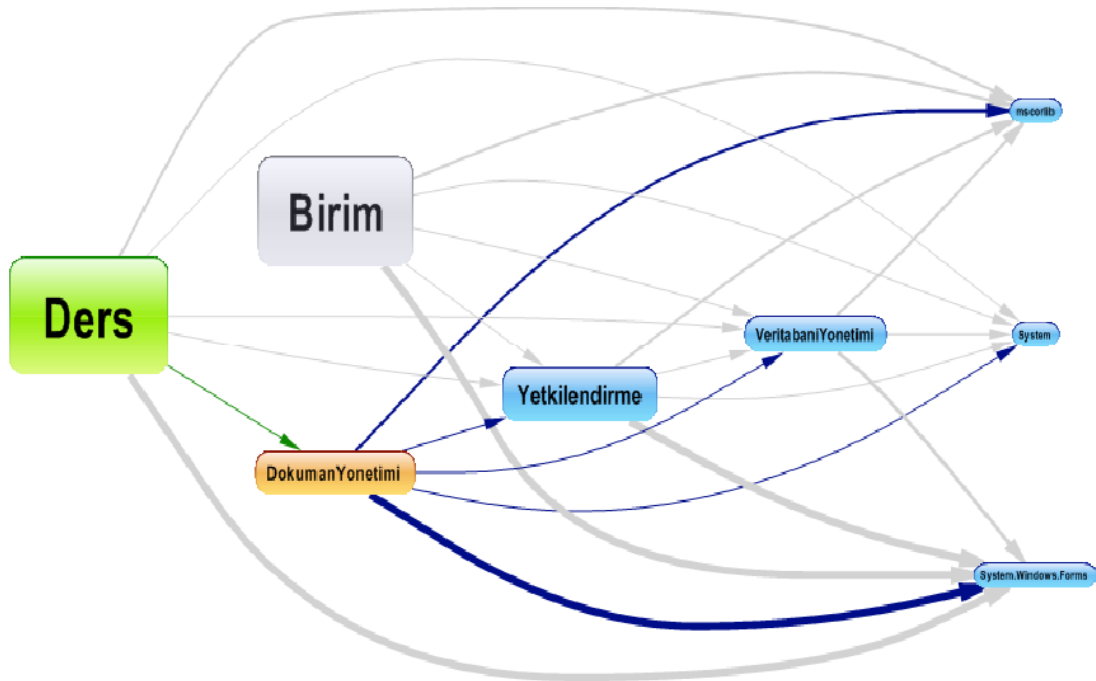 mscorlib
Birim
Ders
VeritabaniYonetimi
System
Yetkilendirme
DokumanYonetimi
System.Windows.Forms